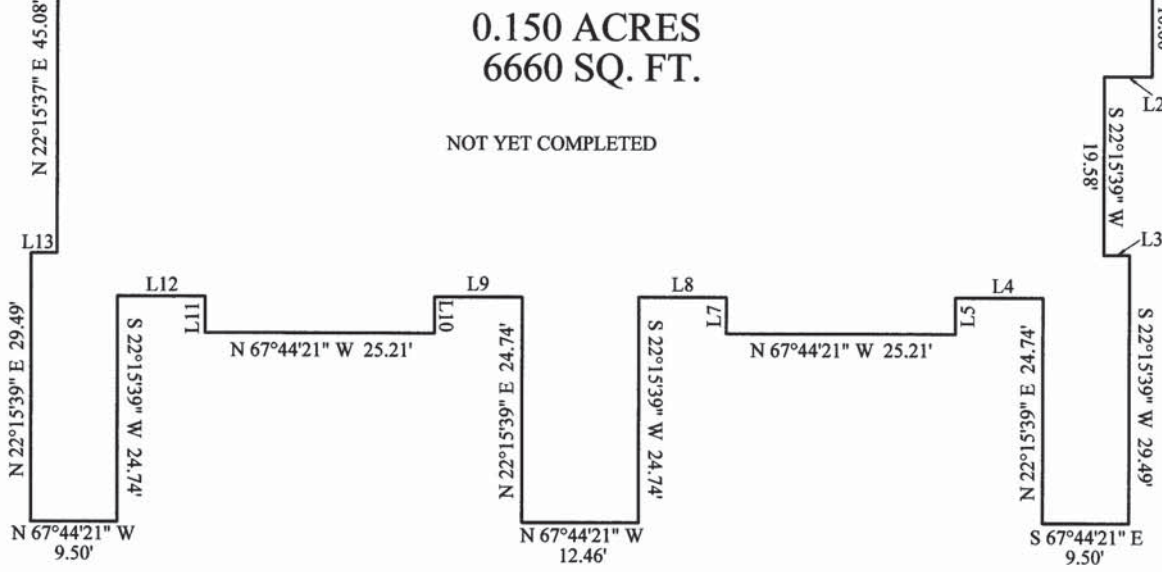 0.150 ACRES
6660 SQ. FT.
NOT YET COMPLETED
N 22°15'37" E 45.08'
L2
S 22°15'39" W
19.58'
L13
L3
L12
L11
L10
L9
L8
L7
L5
L4
N 67°44'21" W 25.21'
N 67°44'21" W 25.21'
N 22°15'39" E 29.49'
S 22°15'39" W 24.74'
N 22°15'39" E 24.74'
S 22°15'39" W 24.74'
N 22°15'39" E 24.74'
S 22°15'39" W 29.49'
N 67°44'21" W
9.50'
N 67°44'21" W
12.46'
S 67°44'21" E
9.50'